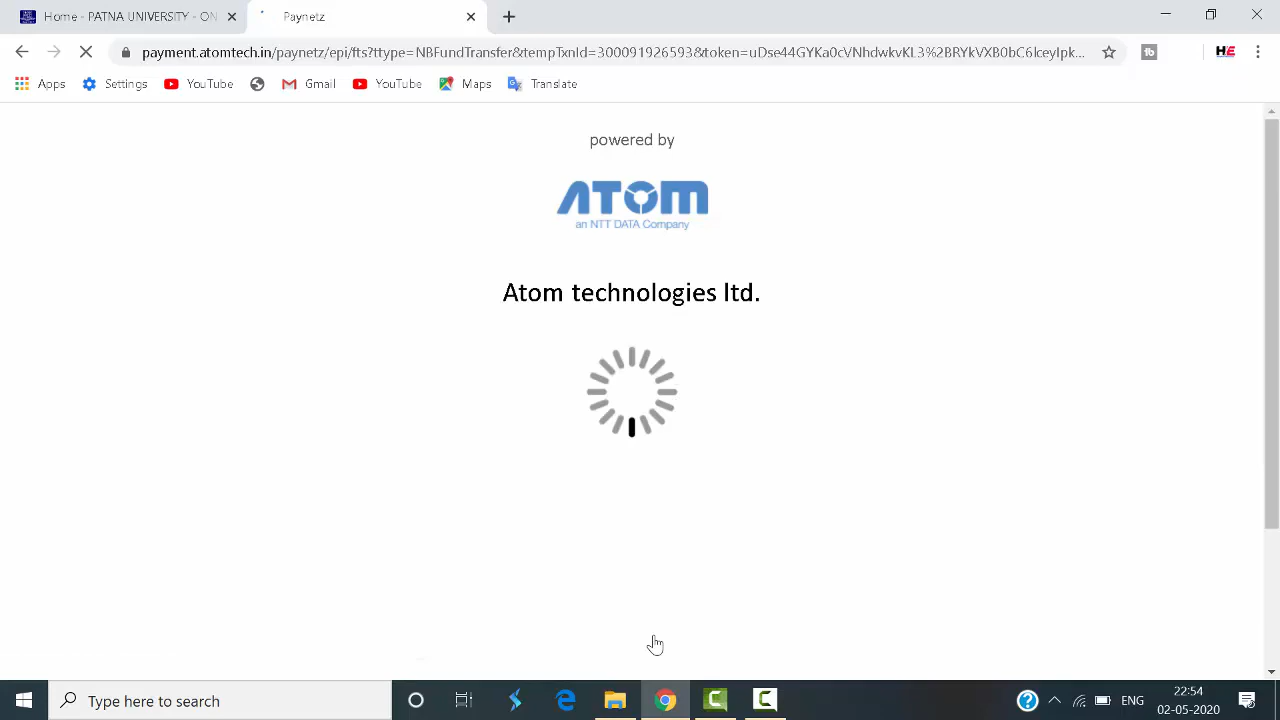 Home - PATNA UNIVERSITY , ON
Paynetz
payment.atomtech.in/paynetz/epi/fts?ttype=NBFundTransfer&tempTxnId=300091926593&token=uDse44GYKa0cVNhdwkvKL3%2BRYkVXB0bC6IceyIpk...
Apps Settings YouTube Gmail YouTube Maps Translate
powered by
ATOM
an NTT DATA Company
Atom technologies ltd.
Type here to search
ENG
22:54
02-05-2020